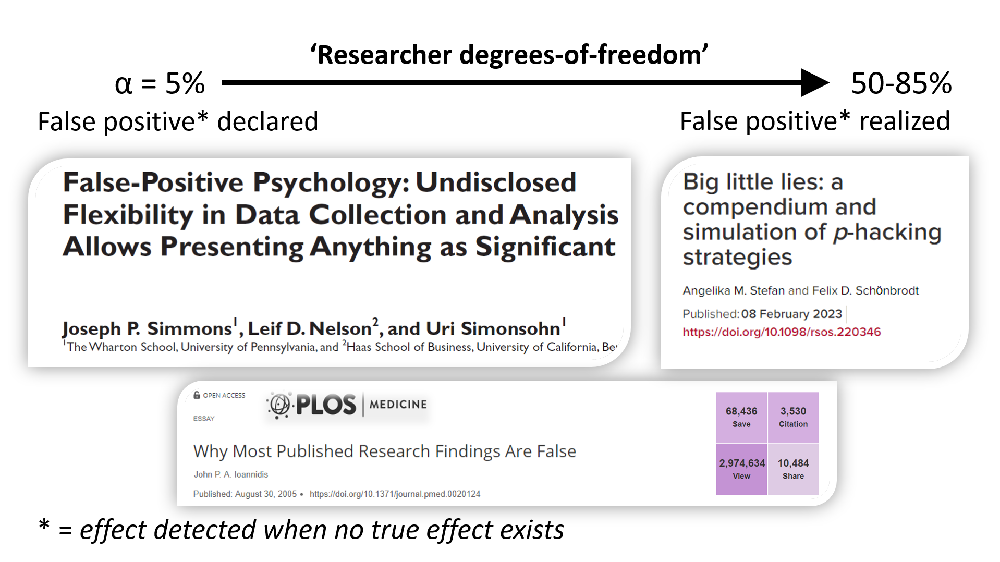 ‘Researcher degrees-of-freedom’
α = 5%
50-85%
False positive* declared
False positive* realized
False-Positive Psychology: Undisclosed
Flexibility in Data Collection and Analysis
Allows Presenting Anything as Significant
Joseph P. Simmons¹, Leif D. Nelson², and Uri Simonsohn¹
¹The Wharton School, University of Pennsylvania, and ²Haas School of Business, University of California,
Big little lies: a
compendium and
simulation of p-hacking
strategies
Angelika M. Stefan and Felix D. Schönbrodt
Published: 08 February 2023
https://doi.org/10.1098/rsos.220346
OPEN ACCESS
PLOS MEDICINE
ESSAY
Why Most Published Research Findings Are False
John P. A. Ioannidis
Published: August 30, 2005 • https://doi.org/10.1371/journal.pmed.0020124
68,436
Save
3,530
Citation
2,974,634
View
10,484
Share
* = effect detected when no true effect exists